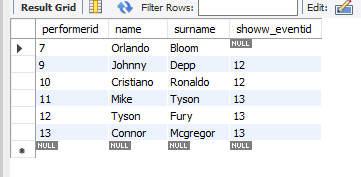 Result Grid Filter Rows: Edit:
performerid name surname showw_eventid
7 Orlando Bloom NULL
9 Johnny Depp 12
10 Cristiano Ronaldo 12
11 Mike Tyson 13
12 Tyson Fury 13
13 Connor Mcgregor 13
NULL NULL NULL NULL